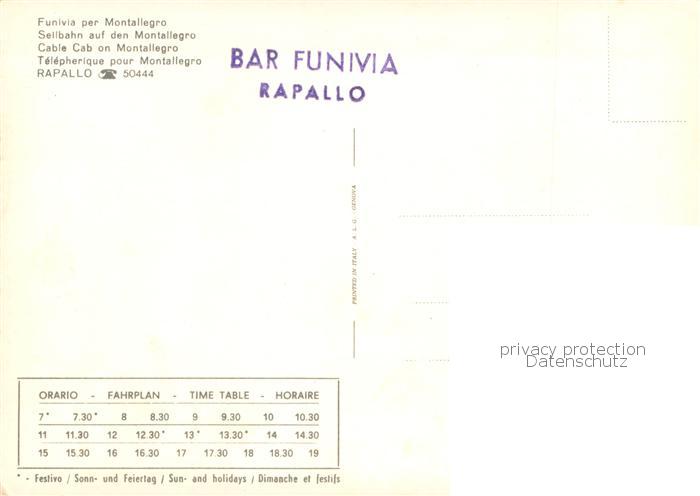 Funivia per Montallegro
Seilbahn auf den Montallegro
Cable Cab on Montallegro
Télépherique pour Montallegro
RAPALLO ☎ 50444
BAR FUNIVIA
RAPALLO
PRINTED IN ITALY A. L. G. - GENOVA
privacy protection
Datenschutz
ORARIO - FAHRPLAN - TIME TABLE - HORAIRE
7* 7.30* 8 8.30 9 9.30 10 10.30
11 11.30 12 12.30* 13* 13.30* 14 14.30
15 15.30 16 16.30 17 17.30 18 18.30 19
* - Festivo / Sonn- und Feiertag / Sun- and holidays / Dimanche et festifs